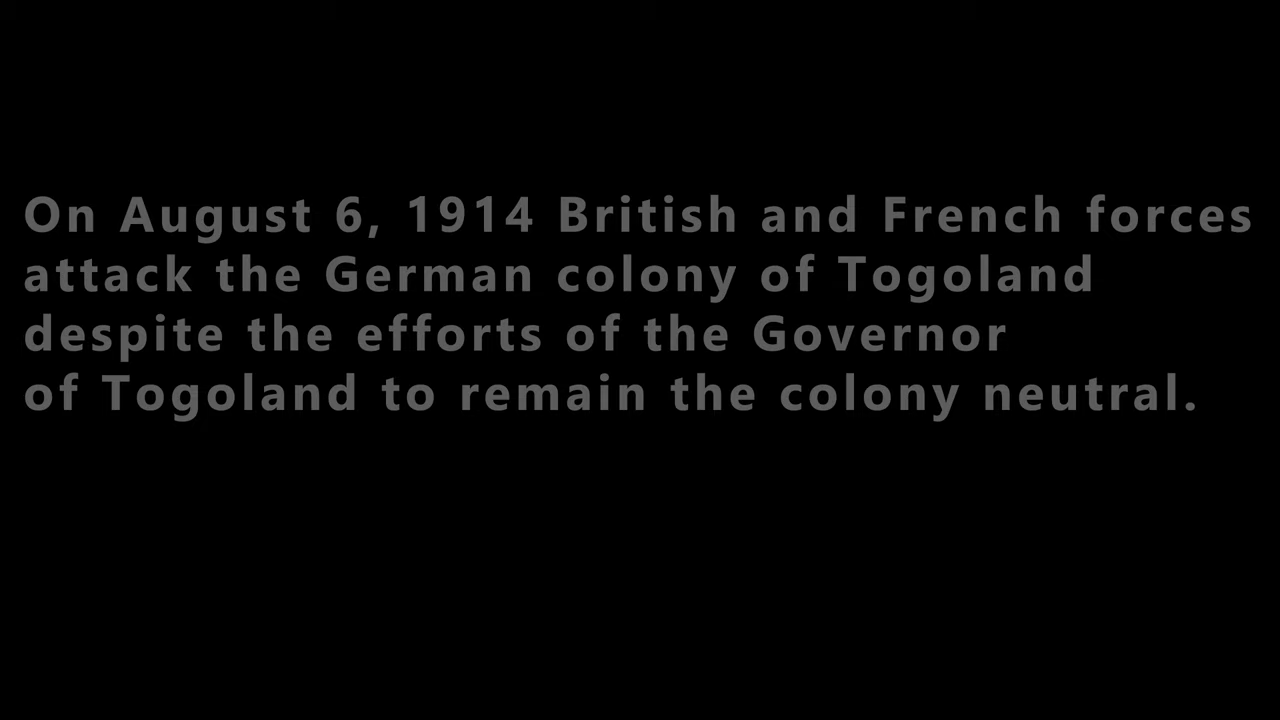 On August 6, 1914 British and French forces
attack the German colony of Togoland
despite the efforts of the Governor
of Togoland to remain the colony neutral.